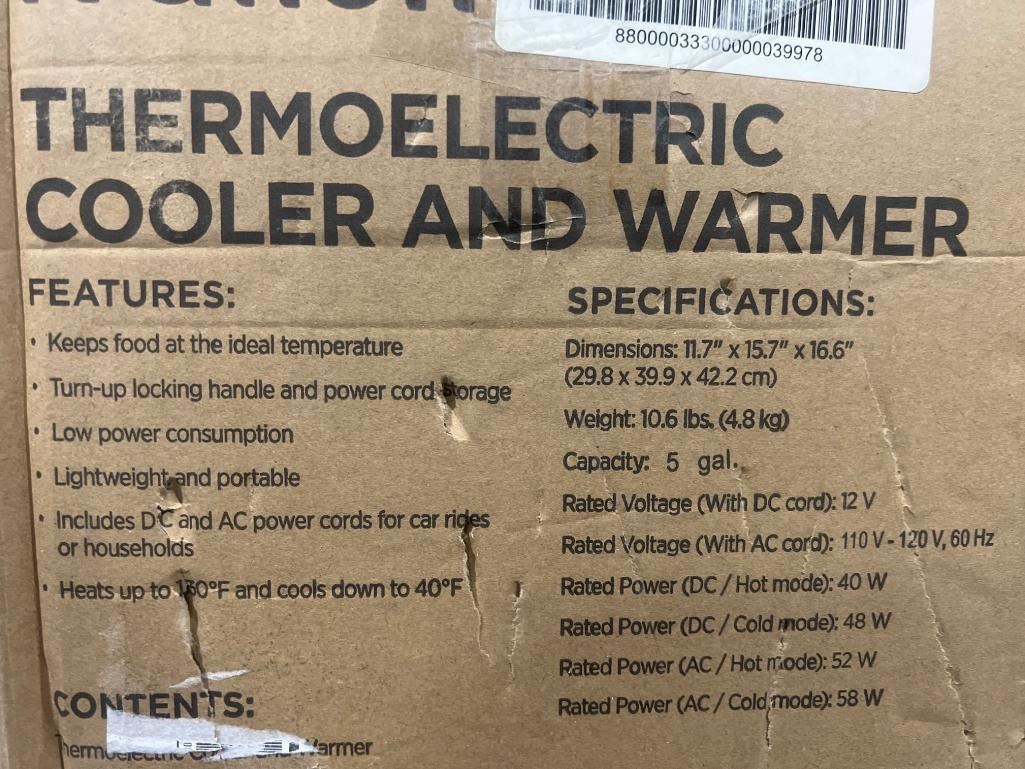 88000033300000039978
THERMOELECTRIC
COOLER AND WARMER
FEATURES:
• Keeps food at the ideal temperature
• Turn-up locking handle and power cord storage
• Low power consumption
• Lightweight and portable
• Includes DC and AC power cords for car rides
or households
• Heats up to 130°F and cools down to 40°F
CONTENTS:
Warmer
SPECIFICATIONS:
Dimensions: 11.7" x 15.7" x 16.6"
(29.8 x 39.9 x 42.2 cm)
Weight: 10.6 lbs. (4.8 kg)
Capacity: 5 gal.
Rated Voltage (With DC cord): 12 V
Rated Voltage (With AC cord): 110 V - 120 V, 60 Hz
Rated Power (DC / Hot mode): 40 W
Rated Power (DC / Cold mode): 48 W
Rated Power (AC / Hot mode): 52 W
Rated Power (AC / Cold mode): 58 W